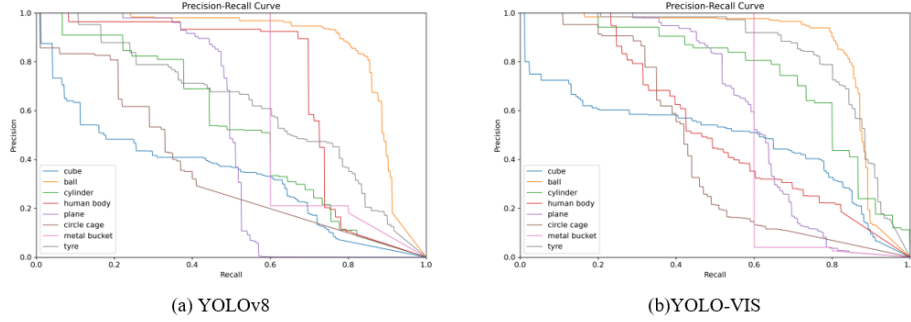 Precision-Recall Curve
1.0
0.8
0.6
0.4
0.2
0.0
Precision
cube
ball
cylinder
human body
plane
circle cage
metal bucket
tyre
0.0 0.2 0.4 0.6 0.8 1.0
Recall
(a) YOLOv8
Precision-Recall Curve
1.0
0.8
0.6
0.4
0.2
0.0
Precision
cube
ball
cylinder
human body
plane
circle cage
metal bucket
tyre
0.0 0.2 0.4 0.6 0.8 1.0
Recall
(b)YOLO-VIS